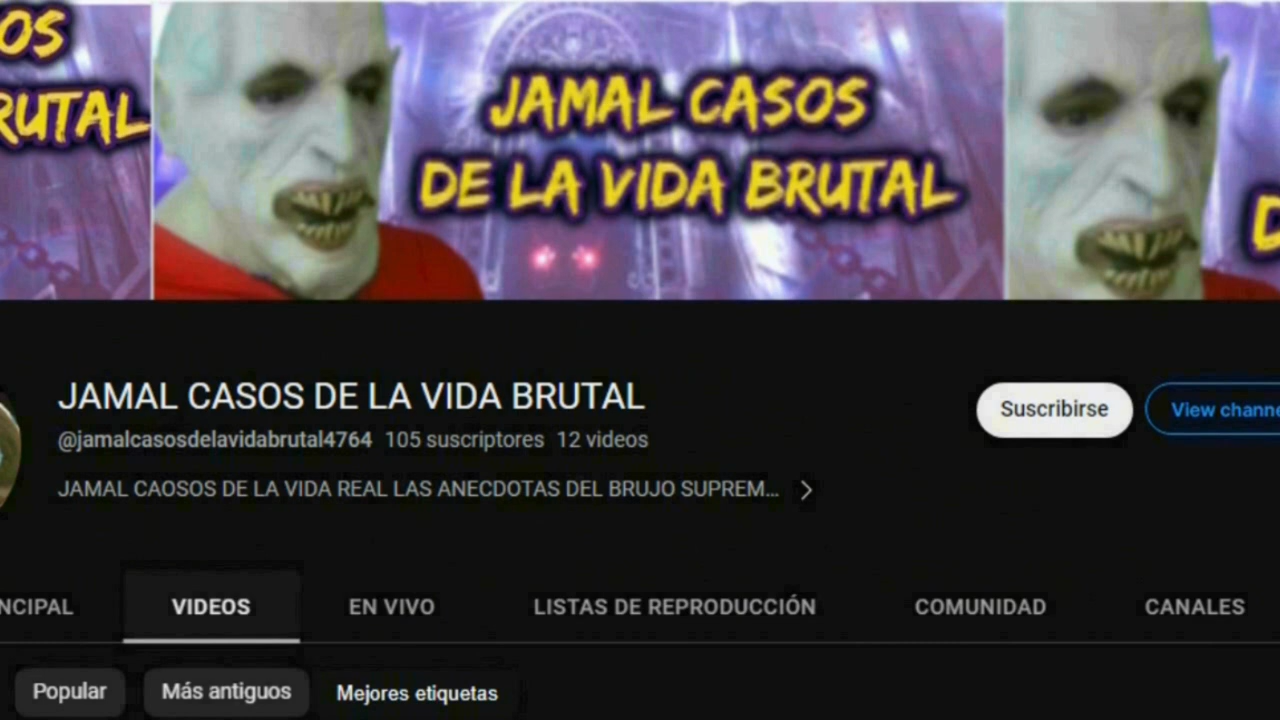 OS
RUTAL
JAMAL CASOS
DE LA VIDA BRUTAL
D
JAMAL CASOS DE LA VIDA BRUTAL
@jamalcasosdelavidabrutal4764 105 suscriptores 12 videos
JAMAL CAOSOS DE LA VIDA REAL LAS ANECDOTAS DEL BRUJO SUPREM...
Suscribirse
View channe
NCIPAL VIDEOS EN VIVO LISTAS DE REPRODUCCIÓN COMUNIDAD CANALES
Popular Más antiguos Mejores etiquetas